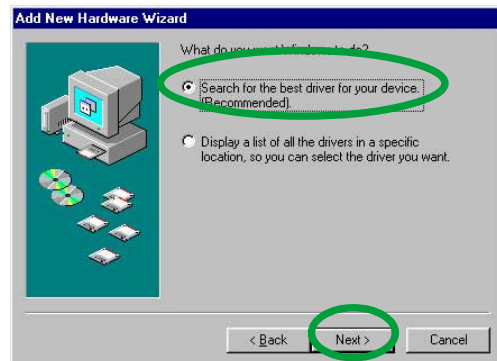 Add New Hardware Wizard
What do you want Windows to do?
Search for the best driver for your device.
(Recommended).
Display a list of all the drivers in a specific
location, so you can select the driver you want.
< Back
Next >
Cancel